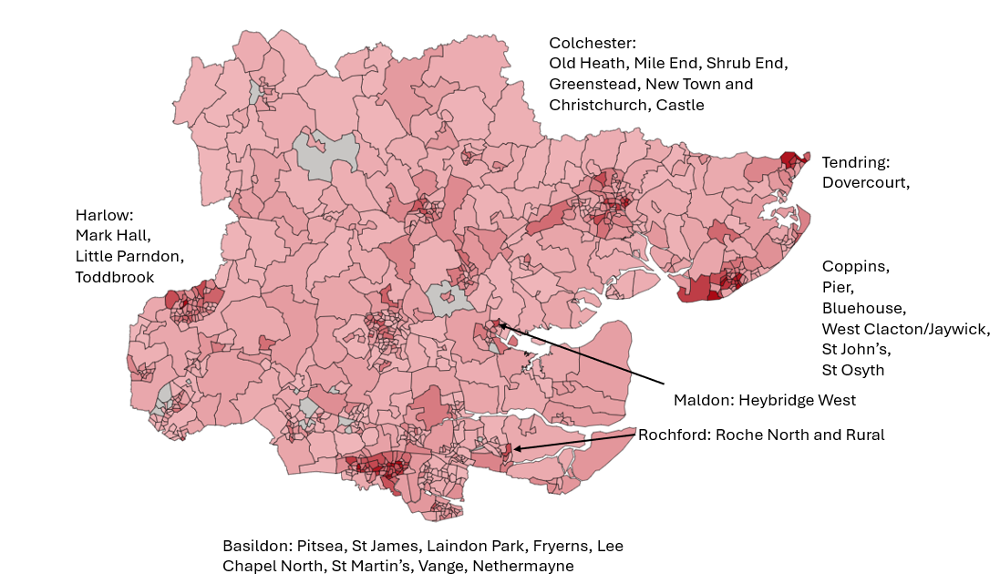 Colchester:
Old Heath, Mile End, Shrub End,
Greenstead, New Town and
Christchurch, Castle
Tendring:
Dovercourt,
Harlow:
Mark Hall,
Little Parndon,
Toddbrook
Coppins,
Pier,
Bluehouse,
West Clacton/Jaywick,
St John’s,
St Osyth
Maldon: Heybridge West
Rochford: Roche North and Rural
Basildon: Pitsea, St James, Laindon Park, Fryerns, Lee
Chapel North, St Martin’s, Vange, Nethermayne